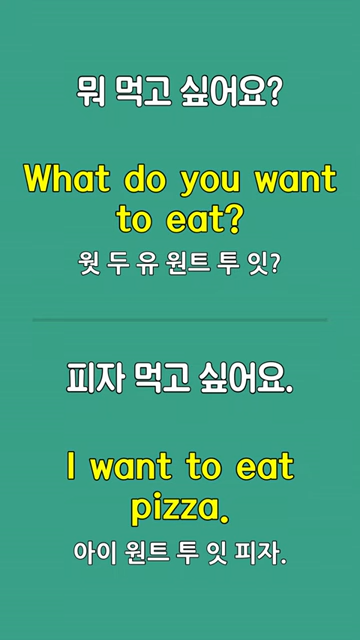 뭐 먹고 싶어요?
What do you want
to eat?
웟 두 유 원트 투 잇?
피자 먹고 싶어요.
I want to eat
pizza.
아이 원트 투 잇 피자.